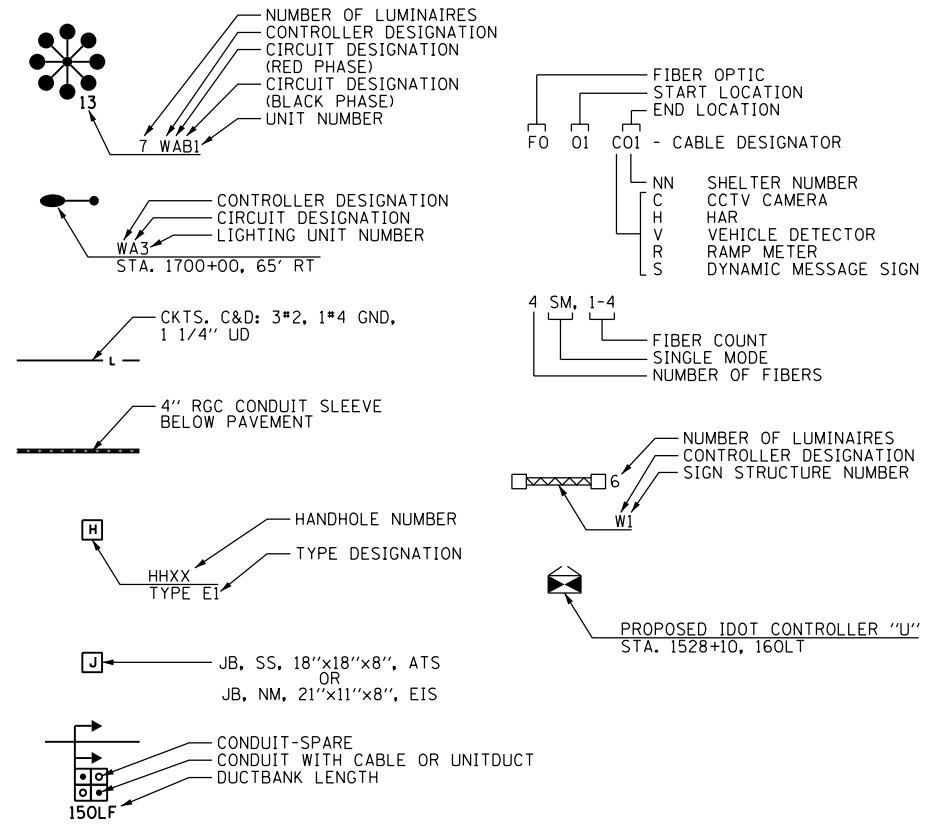 NUMBER OF LUMINAIRES
CONTROLLER DESIGNATION
CIRCUIT DESIGNATION
(RED PHASE)
CIRCUIT DESIGNATION
(BLACK PHASE)
UNIT NUMBER
13
7 WAB1
CONTROLLER DESIGNATION
CIRCUIT DESIGNATION
LIGHTING UNIT NUMBER
WA3
STA. 1700+00, 65' RT
CKTS. C&D: 3#2, 1#4 GND,
1 1/4" UD
L
4" RGC CONDUIT SLEEVE
BELOW PAVEMENT
H
HANDHOLE NUMBER
TYPE DESIGNATION
HHXX
TYPE E1
J
JB, SS, 18"x18"x8", ATS
OR
JB, NM, 21"x11"x8", EIS
CONDUIT-SPARE
CONDUIT WITH CABLE OR UNITDUCT
DUCTBANK LENGTH
150LF
FIBER OPTIC
START LOCATION
END LOCATION
FO 01 C01 - CABLE DESIGNATOR
NN SHELTER NUMBER
C CCTV CAMERA
H HAR
V VEHICLE DETECTOR
R RAMP METER
S DYNAMIC MESSAGE SIGN
4 SM, 1-4
FIBER COUNT
SINGLE MODE
NUMBER OF FIBERS
NUMBER OF LUMINAIRES
CONTROLLER DESIGNATION
SIGN STRUCTURE NUMBER
6
W1
PROPOSED IDOT CONTROLLER "U"
STA. 1528+10, 160LT